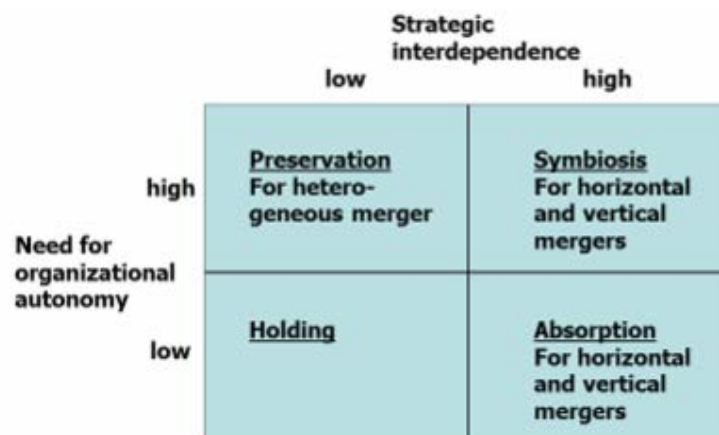 Strategic
interdependence
low
high
high
Preservation
For hetero-
geneous merger
Symbiosis
For horizontal
and vertical
mergers
Need for
organizational
autonomy
low
Holding
Absorption
For horizontal
and vertical
mergers